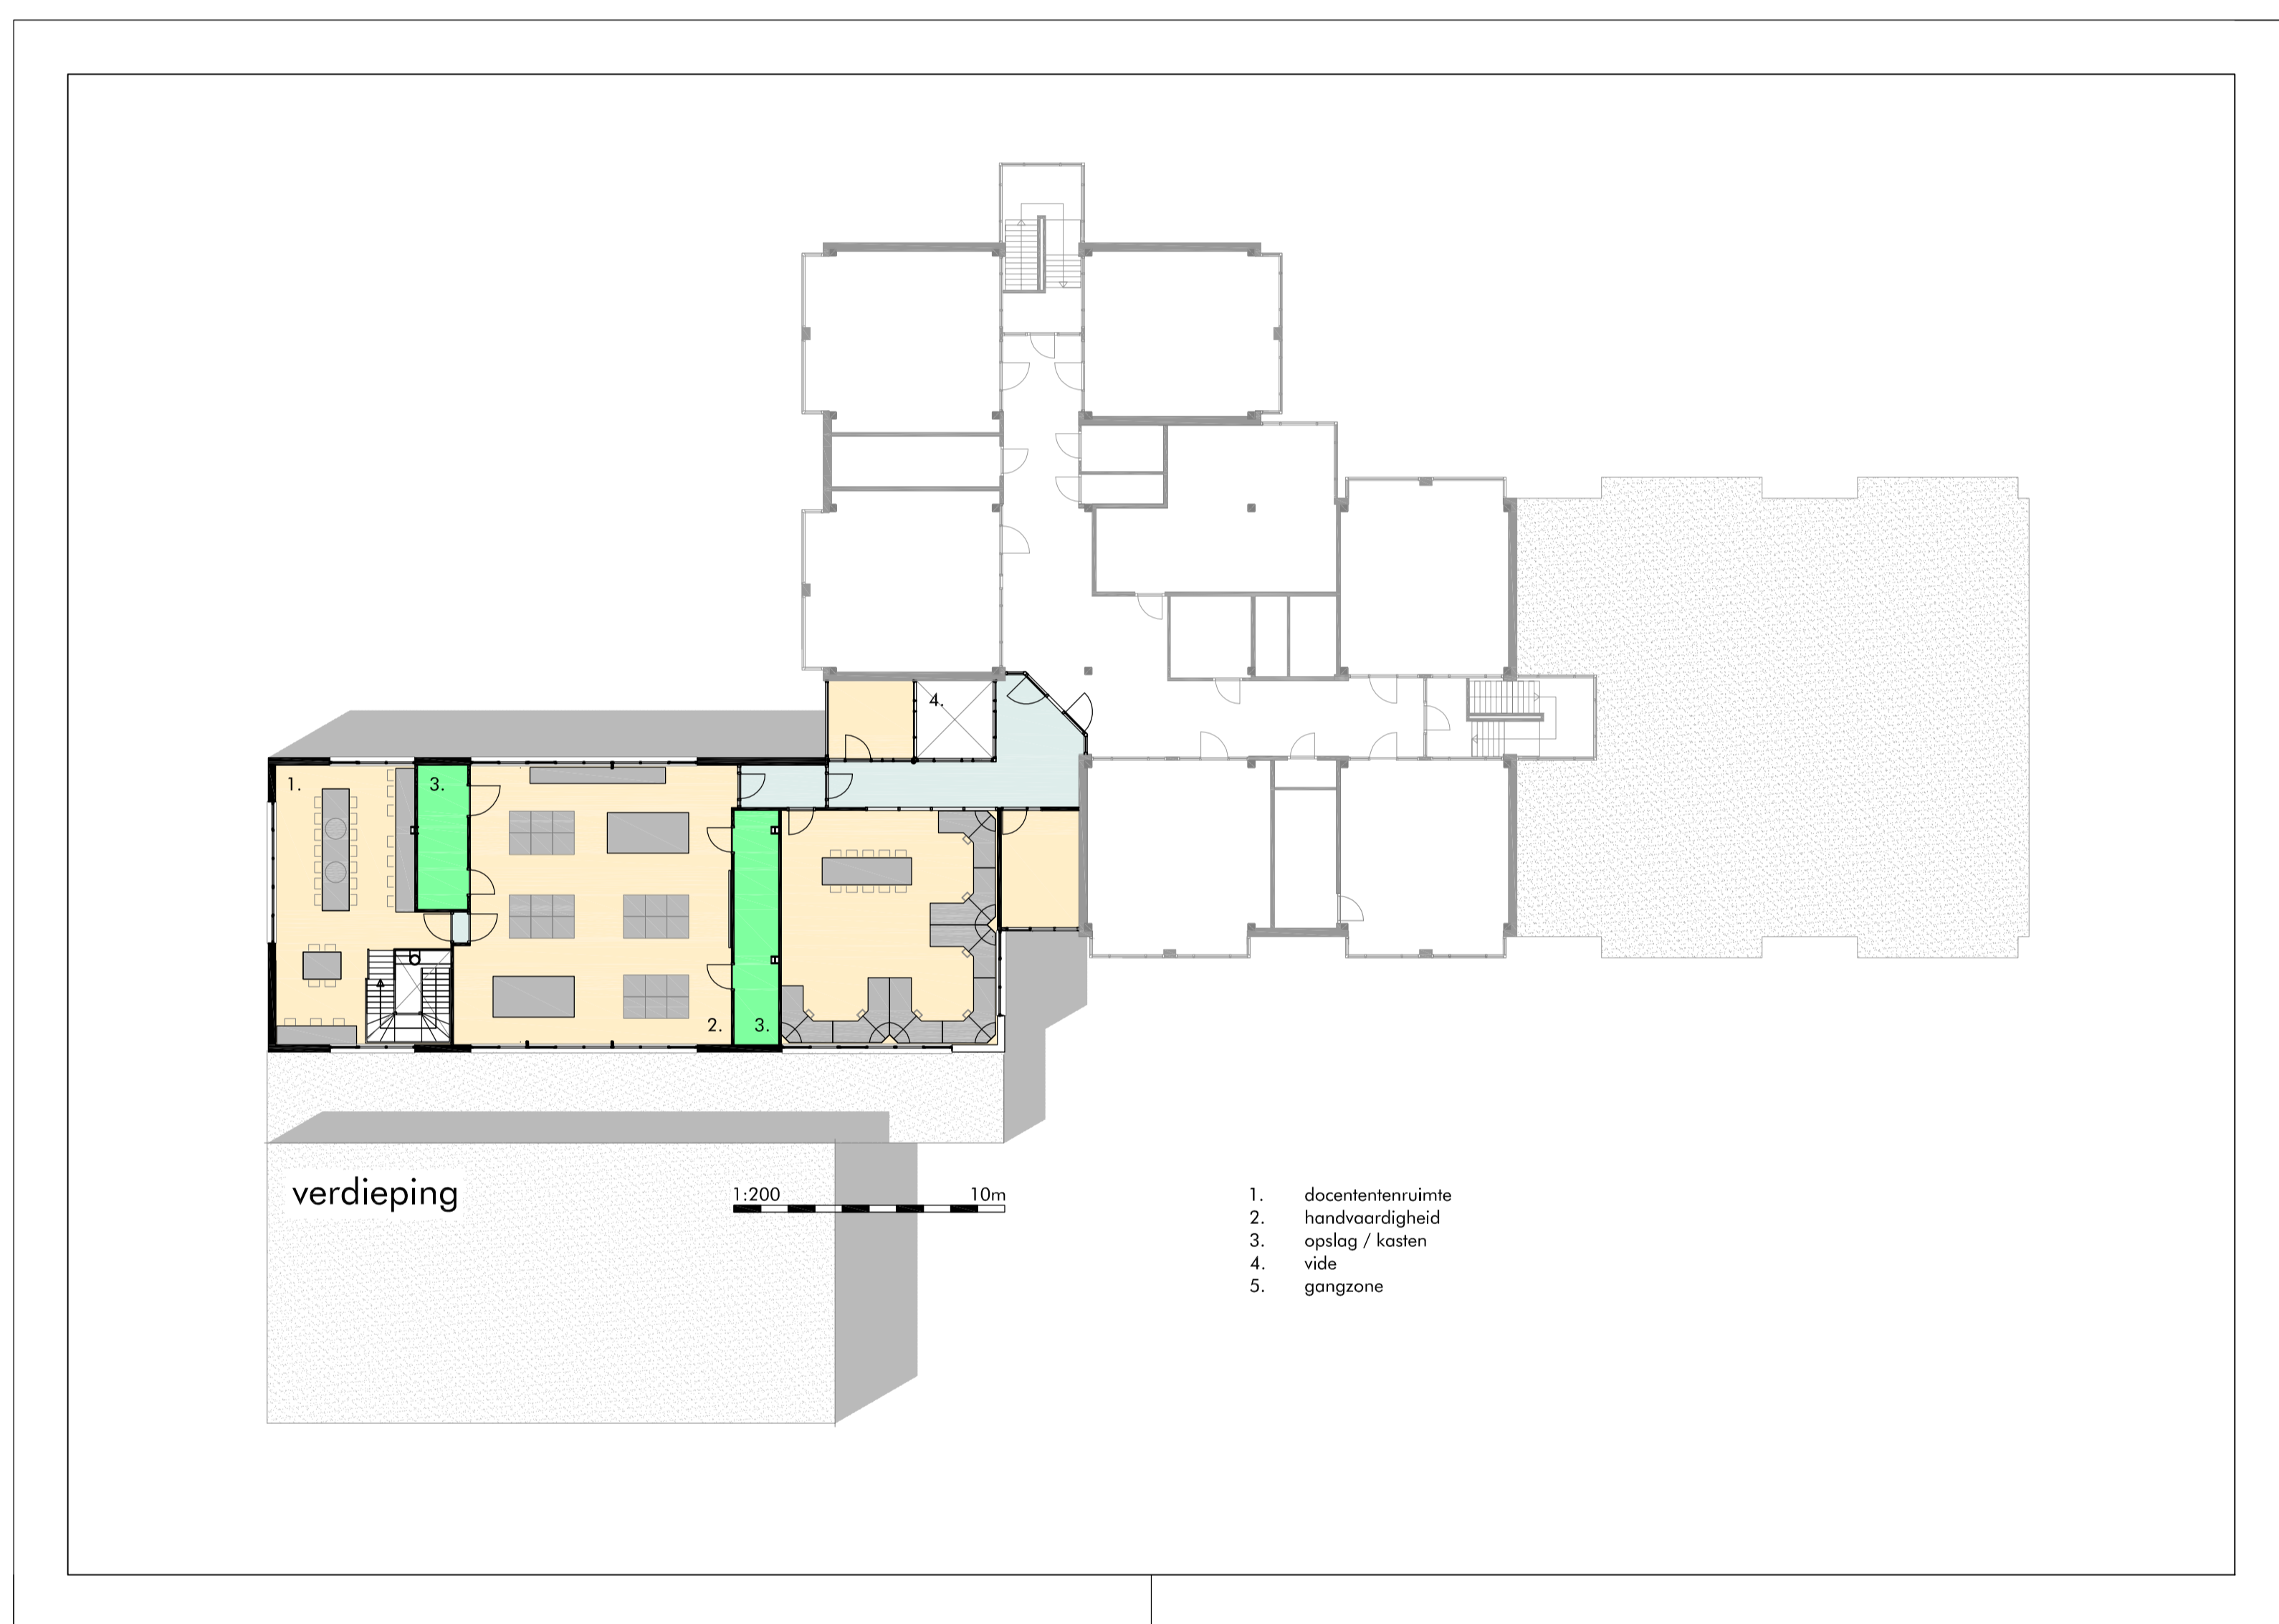 4.
1.
3.
2.
3.
verdieping
1:200 10m
1. docententenruimte
2. handvaardigheid
3. opslag / kasten
4. vide
5. gangzone